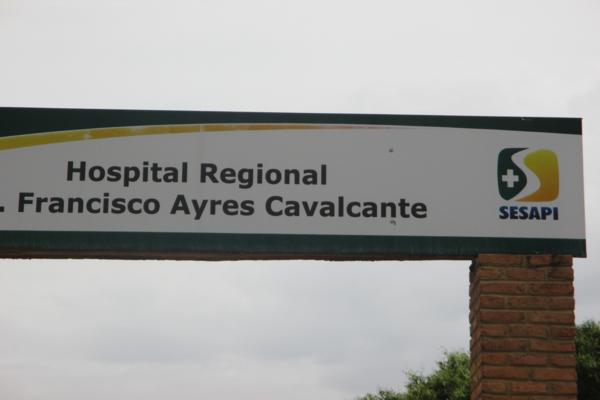 Hospital Regional
. Francisco Ayres Cavalcante
SESAPI